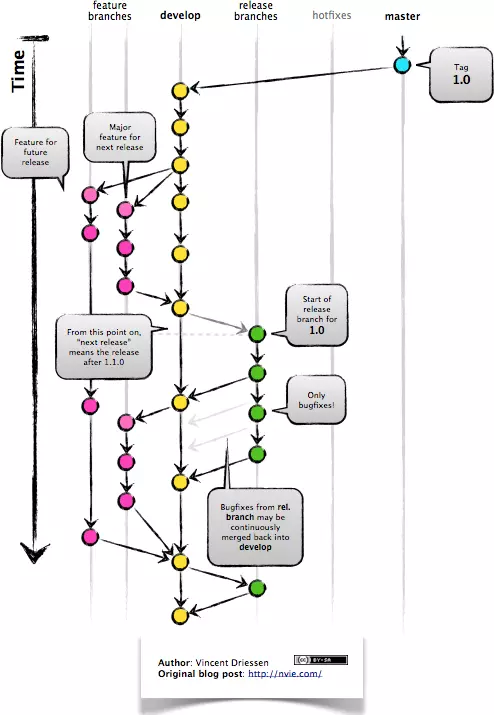 feature
branches
develop
release
branches
hotfixes
master
Time
Tag
1.0
Major
feature for
next release
Feature for
future
release
Start of
release
branch for
1.0
From this point on,
“next release”
means the release
after 1.1.0
Only
bugfixes!
Bugfixes from rel.
branch may be
continuously
merged back into
develop
Author: Vincent Driessen
(cc) BY-SA
Original blog post: http://nvie.com/